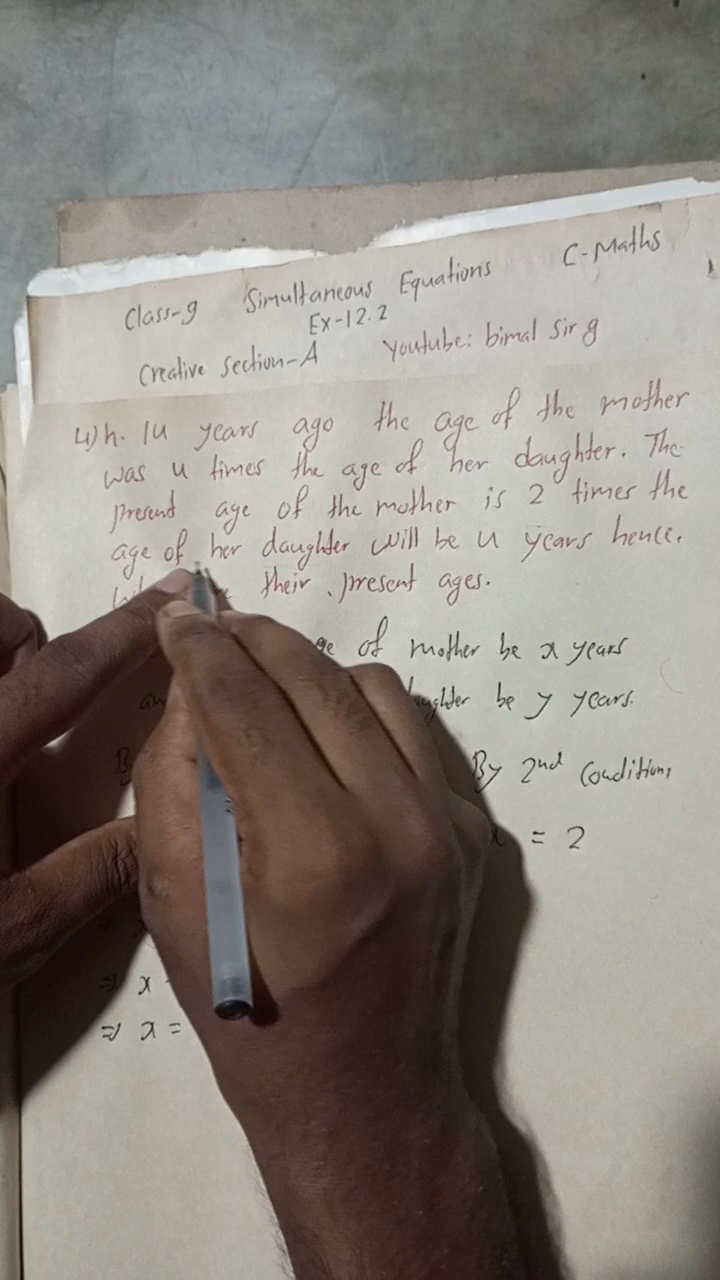 Class-9 Simultaneous Equations C-Maths
Ex-12.2
Creative Section-A Youtube: bimal sir g
4)h. 14 years ago the age of the mother
was 4 times the age of her daughter. The
present age of the mother is 2 times the
age of her daughter will be 4 years hence.
their present ages.
of mother be x years
be y years.
By 2nd Condition,
x = 2
⇒ x
⇒ x =